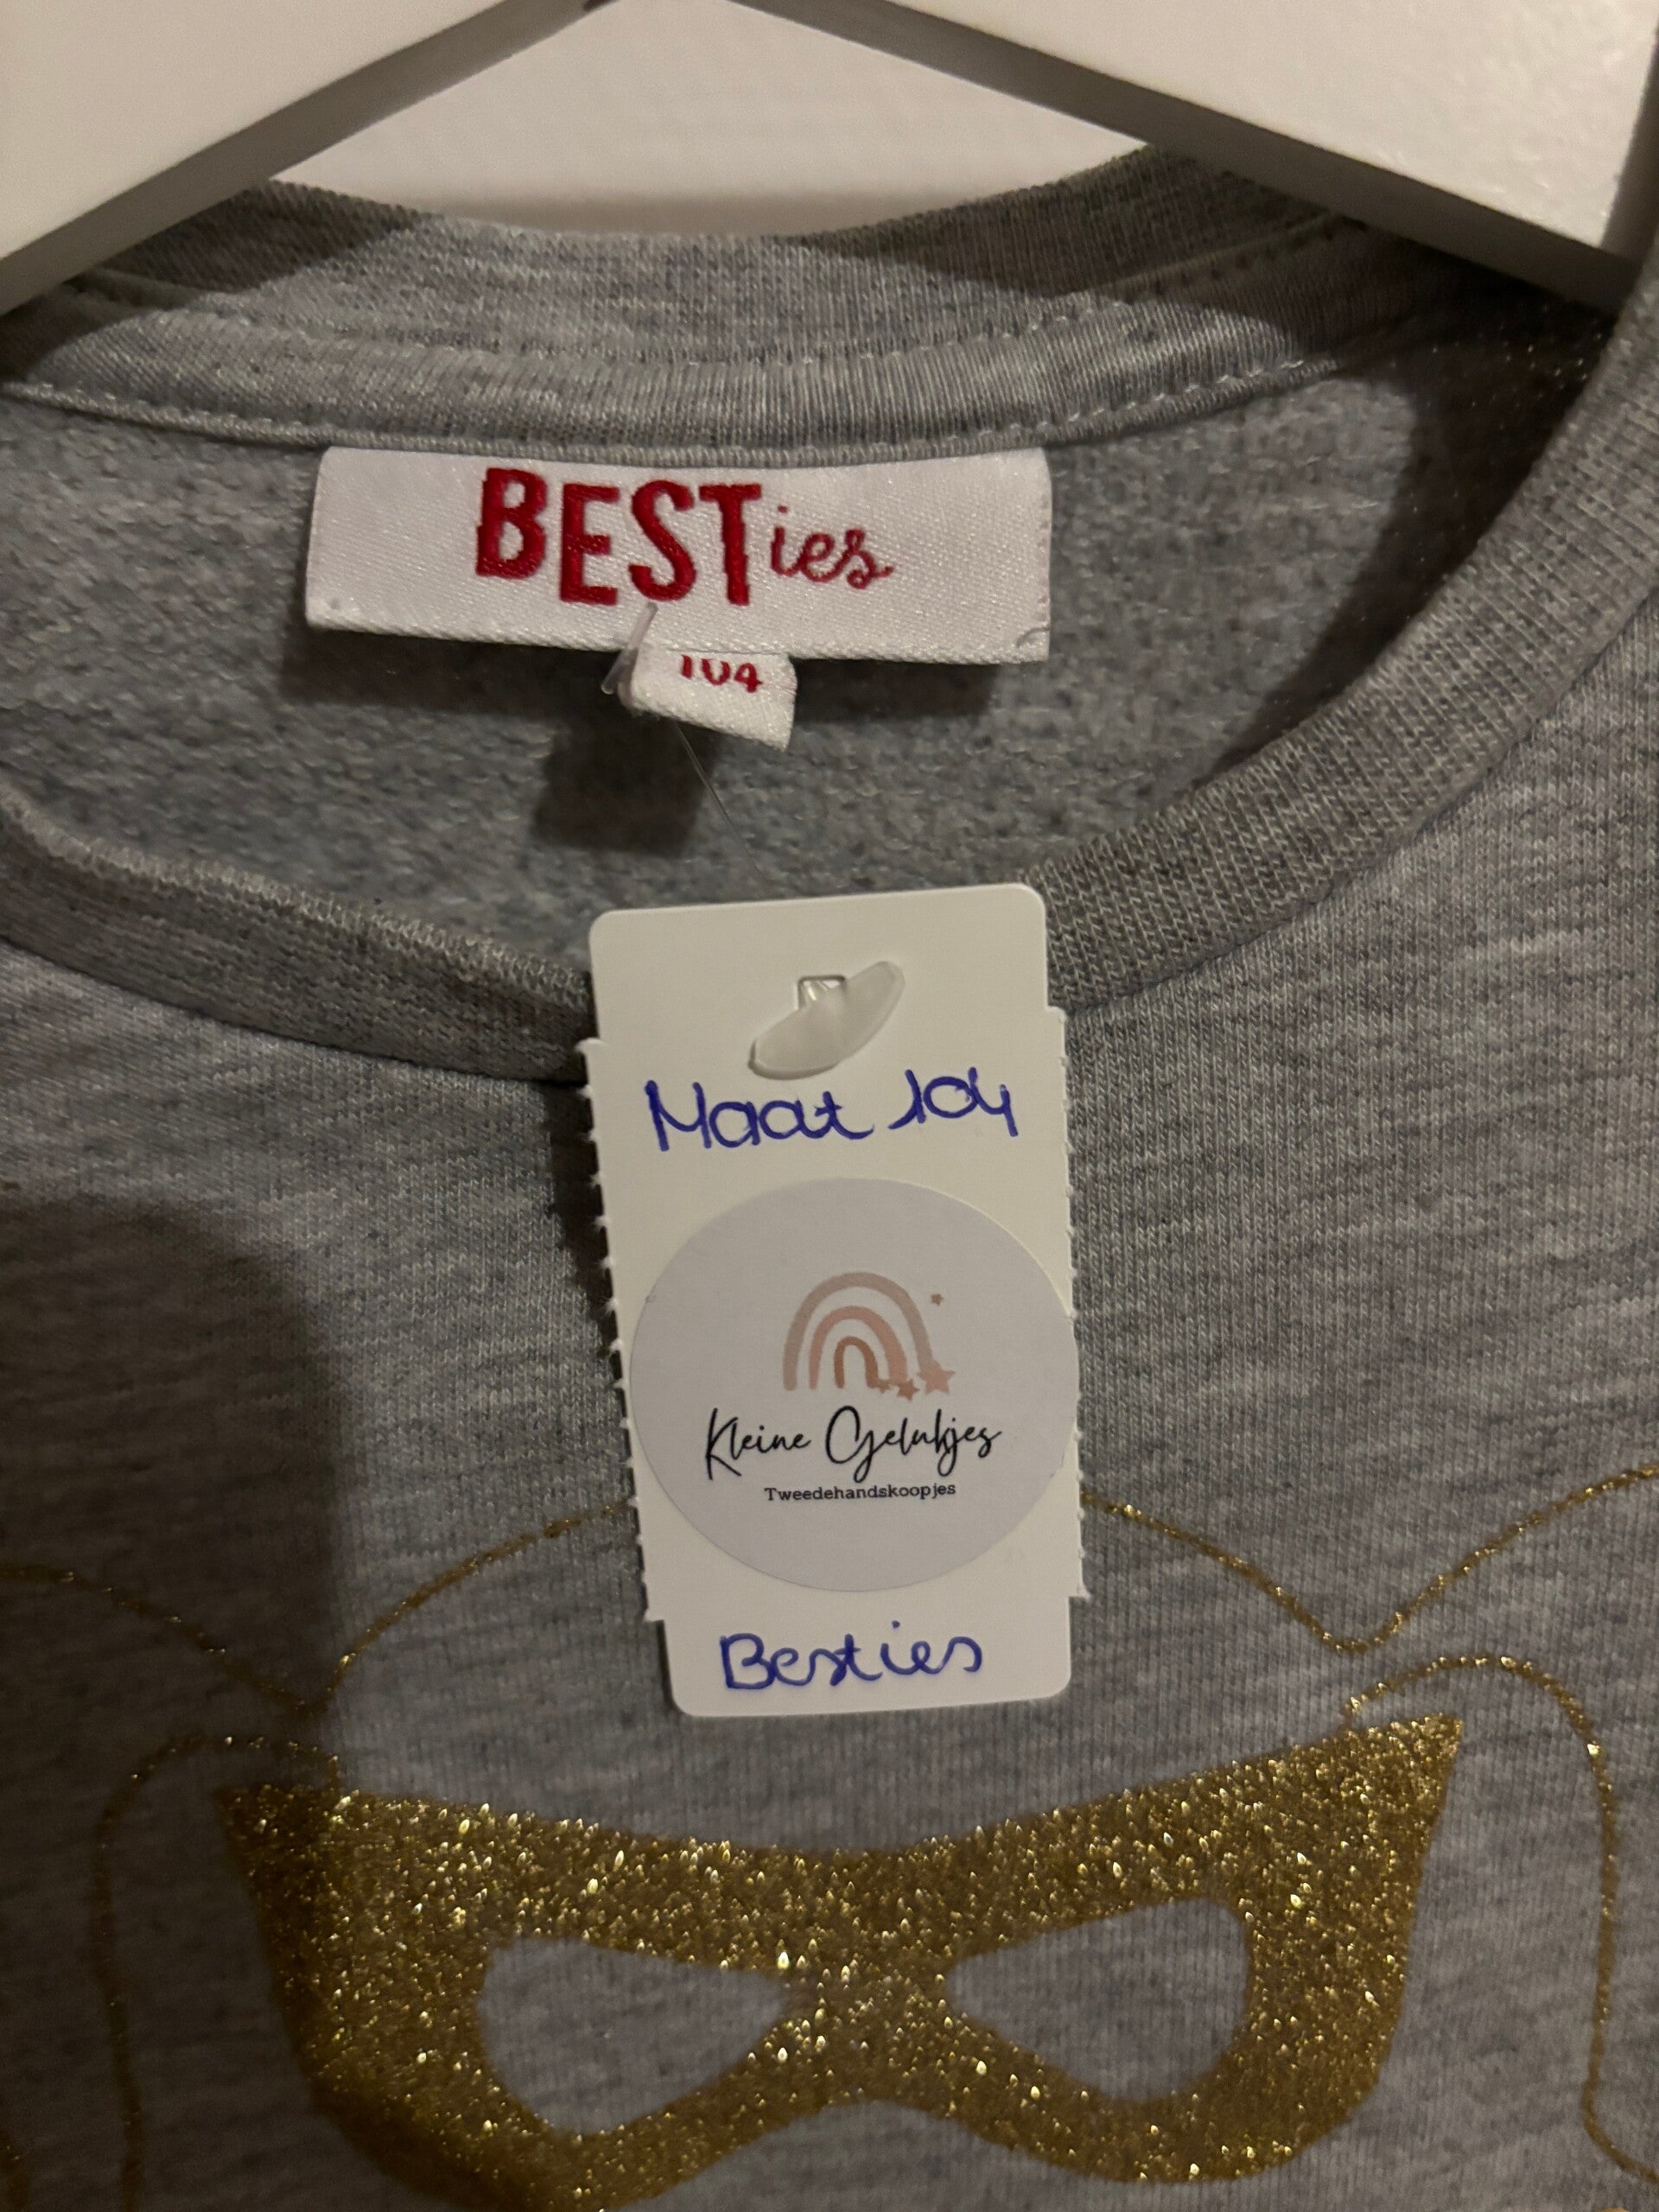 BESTies
104
Maat 104
Kleine Gelukjes
Tweedehandskoopjes
Besties